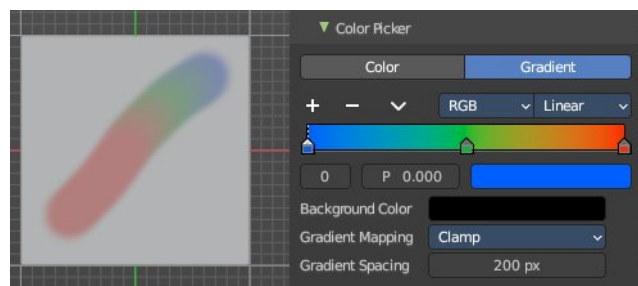 Color Picker
Color Gradient
RGB Linear
0 P 0.000
Background Color
Gradient Mapping Clamp
Gradient Spacing 200 px